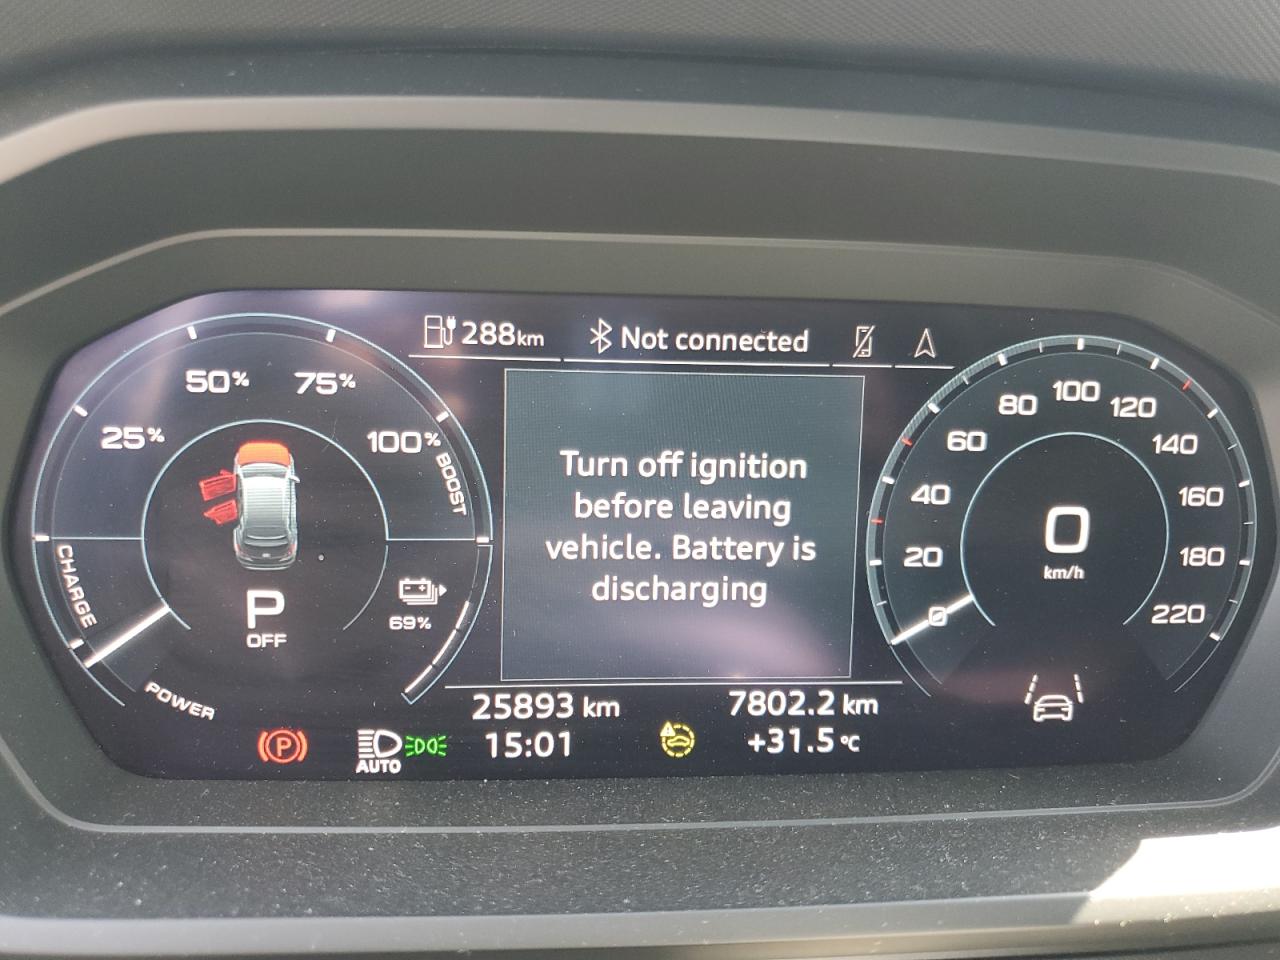 288km
Not connected
50%
75%
25%
100%
BOOST
CHARGE
POWER
P
OFF
69%
Turn off ignition
before leaving
vehicle. Battery is
discharging
0
20
40
60
80
100
120
140
160
180
220
0
km/h
25893 km
7802.2 km
P
AUTO
15:01
+31.5°C